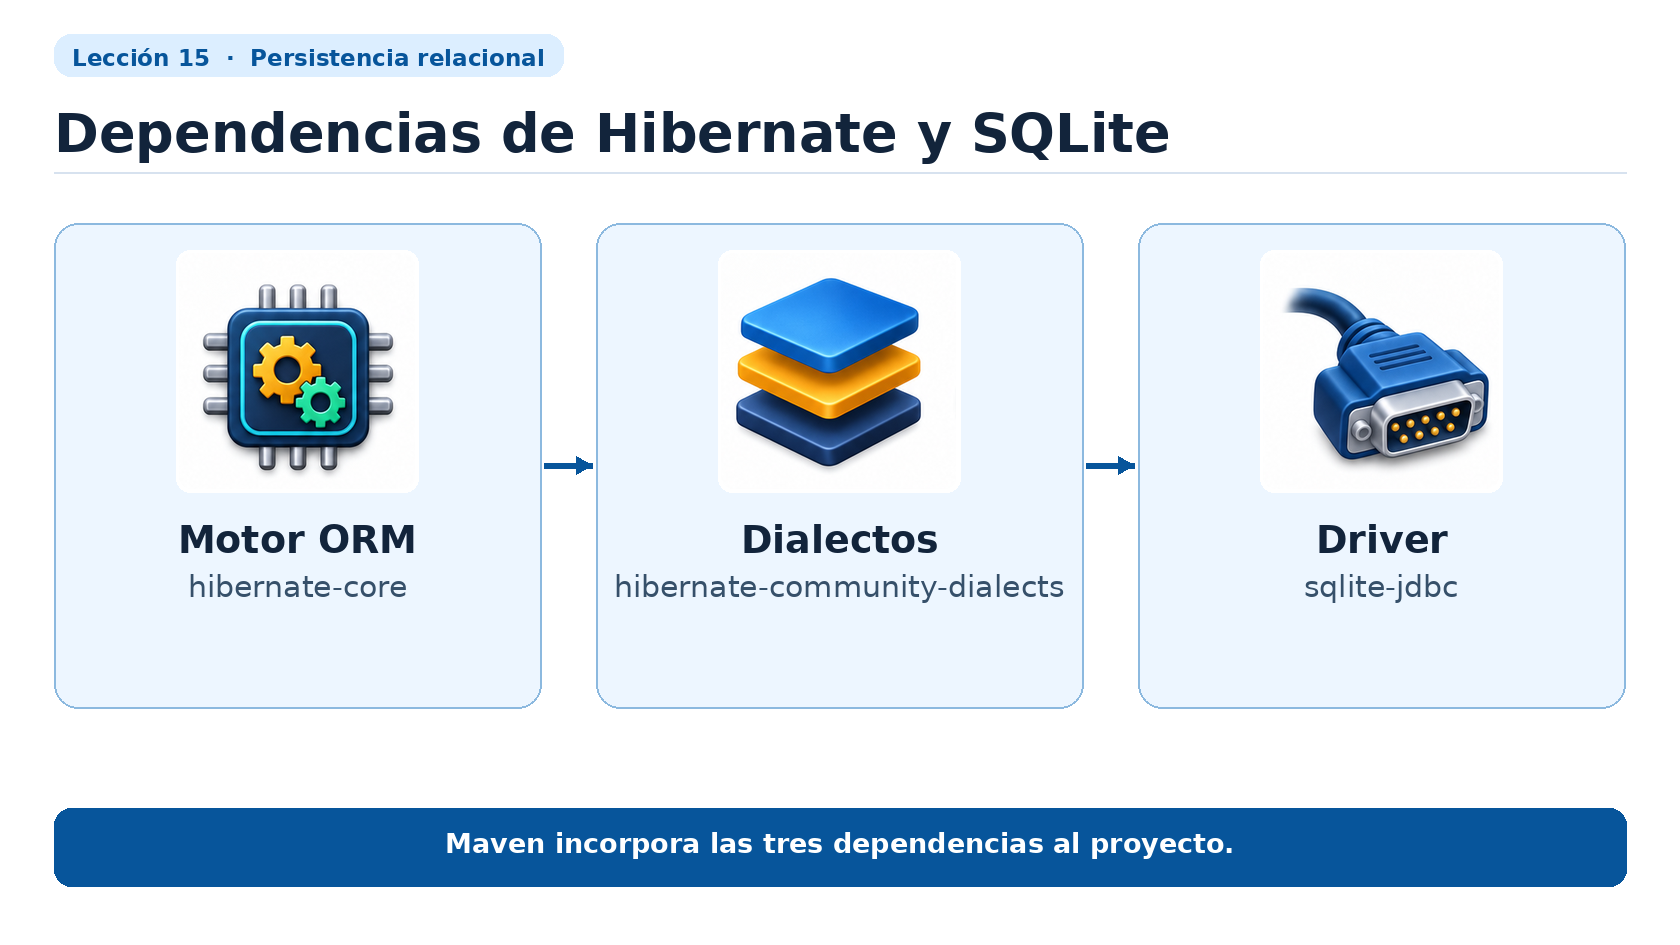 Lección 15 · Persistencia relacional
Dependencias de Hibernate y SQLite
Motor ORM
hibernate-core
Dialectos
hibernate-community-dialects
Driver
sqlite-jdbc
Maven incorpora las tres dependencias al proyecto.